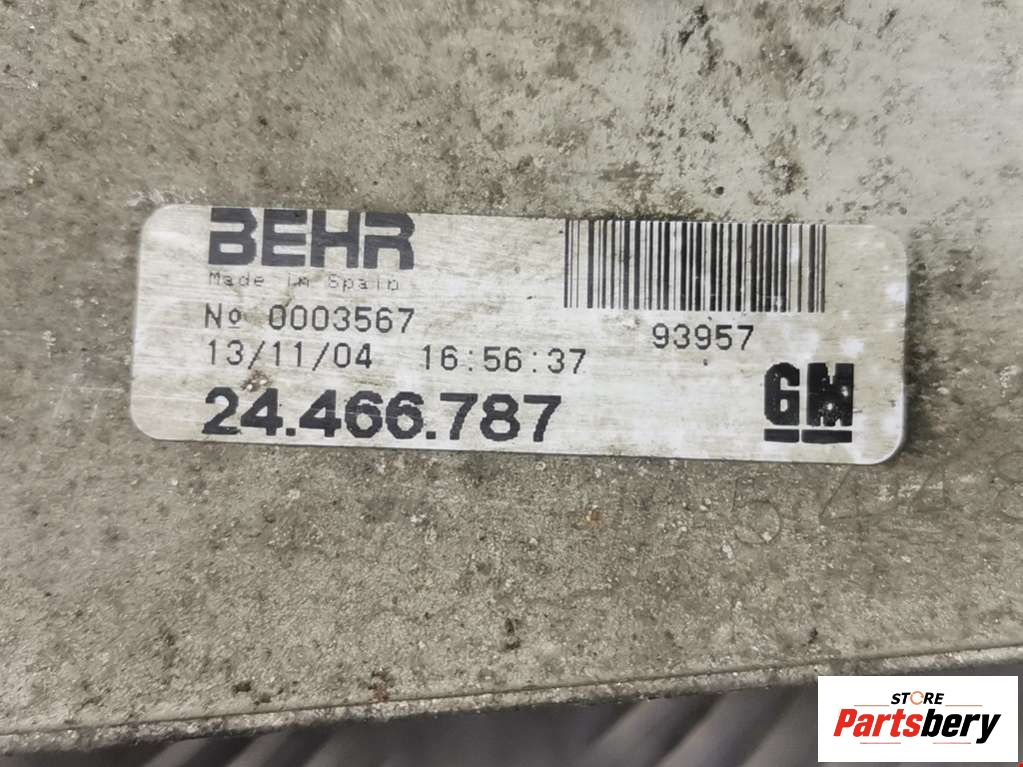 BEHR
Made in Spain
Nº 0003567
13/11/04 16:56:37
24.466.787
93957
GM
STORE
Partsbery